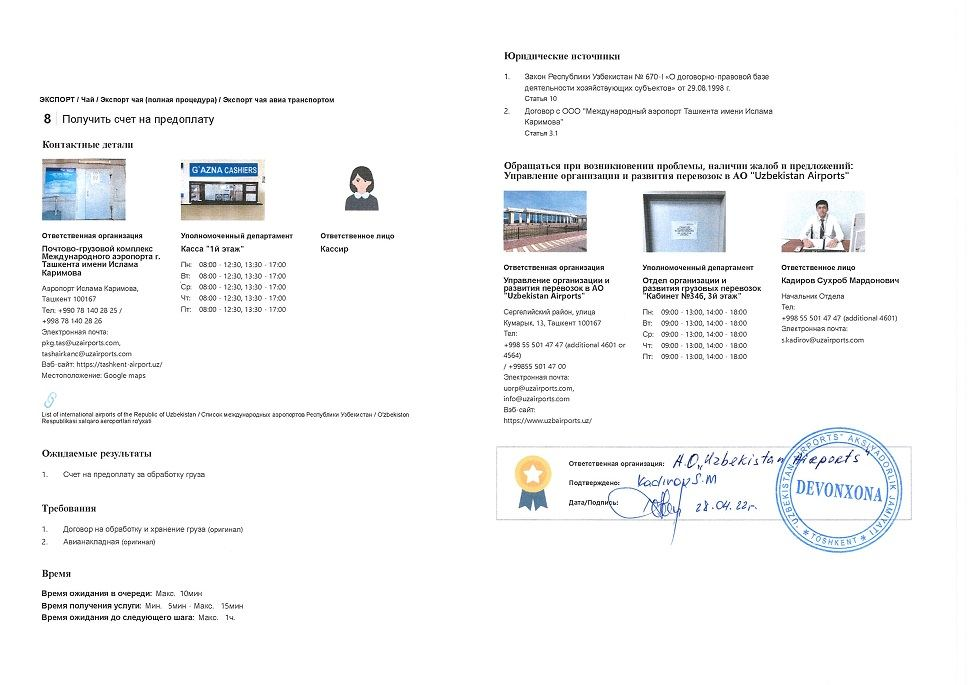 ЭКСПОРТ / Чай / Экспорт чая (полная процедура) / Экспорт чая авиа транспортом
8 Получить счет на предоплату
Контактные детали
G'AZNA CASHIERS
Ответственная организация
Почтово-грузовой комплекс
Международного аэропорта г.
Ташкента имени Ислама
Каримова
Аэропорт Ислама Каримова,
Ташкент 100167
Тел: +990 78 140 28 25 /
+998 78 140 28 26
Электронная почта:
pkg.tas@uzairports.com,
tashairkanc@uzairports.com
Вэб-сайт: https://tashkent-airport.uz/
Местоположение: Google maps
Уполномоченный департамент
Касса "1й этаж"
Пн: 08:00 - 12:30, 13:30 - 17:00
Вт: 08:00 - 12:30, 13:30 - 17:00
Ср: 08:00 - 12:30, 13:30 - 17:00
Чт: 08:00 - 12:30, 13:30 - 17:00
Пт: 08:00 - 12:30, 13:30 - 17:00
Ответственное лицо
Кассир
List of international airports of the Republic of Uzbekistan / Список международных аэропортов Республики Узбекистан / O'zbekiston
Respublikasi xalqaro aeroportlari ro'yxati
Ожидаемые результаты
1. Счет на предоплату за обработку груза
Требования
1. Договор на обработку и хранение груза (оригинал)
2. Авианакладная (оригинал)
Время
Время ожидания в очереди: Макс. 10мин
Время получения услуги: Мин. 5мин - Макс. 15мин
Время ожидания до следующего шага: Макс. 1ч.
Юридические источники
1. Закон Республики Узбекистан № 670-I «О договорно-правовой базе
деятельности хозяйствующих субъектов» от 29.08.1998 г.
Статья 10
2. Договор с ООО "Международный аэропорт Ташкента имени Ислама
Каримова"
Статья 3.1
Обращаться при возникновении проблемы, наличии жалоб и предложений:
Управление организации и развития перевозок в АО "Uzbekistan Airports"
Ответственная организация
Управление организации и
развития перевозок в АО
"Uzbekistan Airports"
Сергелийский район, улица
Кумарык, 13, Ташкент 100167
Тел:
+998 55 501 47 47 (additional 4601 or
4564)
/ +99855 501 47 00
Электронная почта:
uorp@uzairports.com,
info@uzairports.com
Вэб-сайт:
https://www.uzbairports.uz/
Уполномоченный департамент
Отдел организации и
развития грузовых перевозок
"Кабинет №346, 3й этаж"
Пн: 09:00 - 13:00, 14:00 - 18:00
Вт: 09:00 - 13:00, 14:00 - 18:00
Ср: 09:00 - 13:00, 14:00 - 18:00
Чт: 09:00 - 13:00, 14:00 - 18:00
Пт: 09:00 - 13:00, 14:00 - 18:00
Ответственное лицо
Кадиров Сухроб Мардонович
Начальник Отдела
Тел:
+998 55 501 47 47 (additional 4601)
Электронная почта:
s.kadirov@uzairports.com
Ответственная организация: А.О „Uzbekistan Airports"
Подтверждено: Kadirov S.M
Дата/Подпись: 28.04.22г.
"UZBEKISTAN AIRPORTS" AKSIYADORLIK JAMIYATI
DEVONXONA
* TOSHKENT *